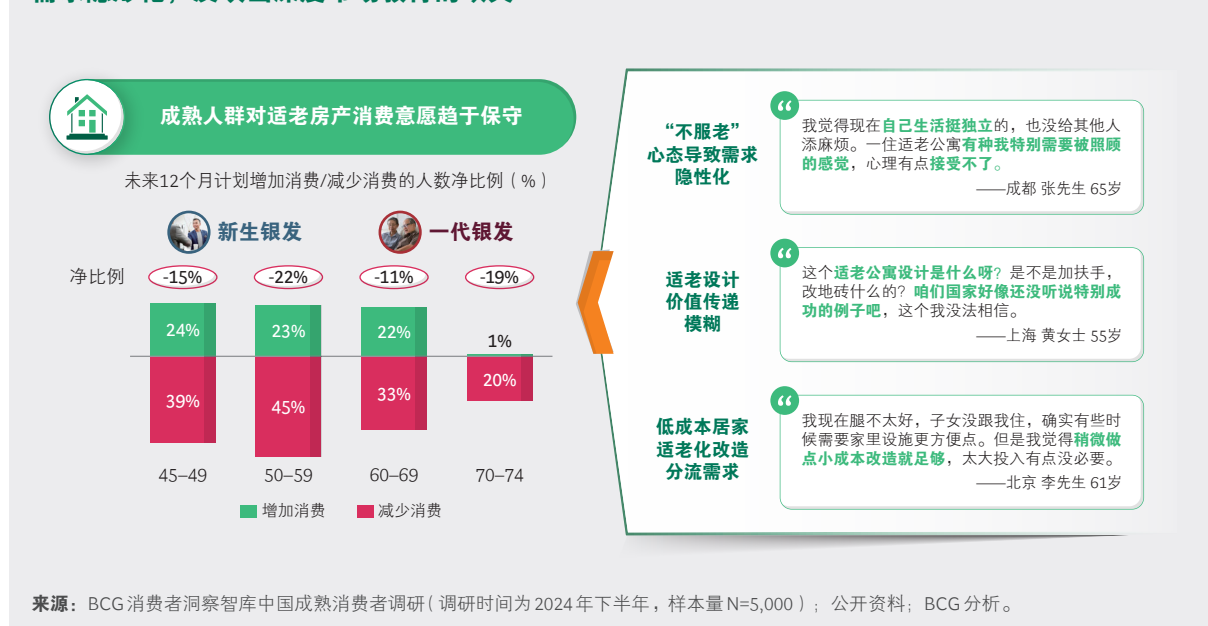 成熟人群对适老房产消费意愿趋于保守
未来12个月计划增加消费/减少消费的人数净比例（%）
新生银发
一代银发
净比例
-15%
-22%
-11%
-19%
24%
23%
22%
1%
39%
45%
33%
20%
45–49
50–59
60–69
70–74
增加消费
减少消费
“不服老”
心态导致需求
隐性化
我觉得现在自己生活挺独立的，也没给其他人
添麻烦。一住适老公寓有种我特别需要被照顾
的感觉，心理有点接受不了。
——成都 张先生 65岁
适老设计
价值传递
模糊
这个适老公寓设计是什么呀？是不是加扶手，
改地砖什么的？咱们国家好像还没听说特别成
功的例子吧，这个我没法相信。
——上海 黄女士 55岁
低成本居家
适老化改造
分流需求
我现在腿不太好，子女没跟我住，确实有些时
候需要家里设施更方便点。但是我觉得稍微做
点小成本改造就足够，太大投入有点没必要。
——北京 李先生 61岁
来源：BCG消费者洞察智库中国成熟消费者调研（调研时间为2024年下半年，样本量N=5,000）；公开资料；BCG分析。